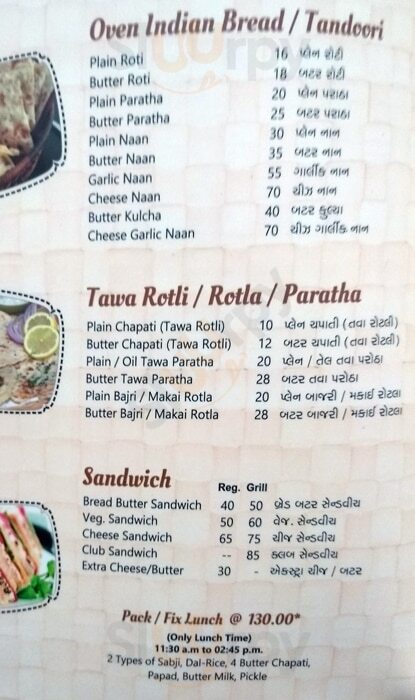 Oven Indian Bread / Tandoori
Plain Roti 16 પ્લેન રોટી
Butter Roti 18 બટર રોટી
Plain Paratha 20 પ્લેન પરાઠા
Butter Paratha 25 બટર પરાઠા
Plain Naan 30 પ્લેન નાન
Butter Naan 35 બટર નાન
Garlic Naan 55 ગાર્લીક નાન
Cheese Naan 70 ચીઝ નાન
Butter Kulcha 40 બટર કુલ્ચા
Cheese Garlic Naan 70 ચીઝ ગાર્લીક નાન
Tawa Rotli / Rotla / Paratha
Plain Chapati (Tawa Rotli) 10 પ્લેન ચપાતી (તવા રોટલી)
Butter Chapati (Tawa Rotli) 12 બટર ચપાતી (તવા રોટલી)
Plain / Oil Tawa Paratha 20 પ્લેન / તેલ તવા પરોઠા
Butter Tawa Paratha 28 બટર તવા પરોઠા
Plain Bajri / Makai Rotla 20 પ્લેન બાજરી / મકાઈ રોટલા
Butter Bajri / Makai Rotla 28 બટર બાજરી / મકાઈ રોટલા
Sandwich Reg. Grill
Bread Butter Sandwich 40 50 બ્રેડ બટર સેન્ડવીચ
Veg. Sandwich 50 60 વેજ. સેન્ડવીચ
Cheese Sandwich 65 75 ચીજ સેન્ડવીચ
Club Sandwich -- 85 કલબ સેન્ડવીચ
Extra Cheese/Butter 30 - એકસ્ટ્રા ચીજ / બટર
Pack / Fix Lunch @ 130.00*
(Only Lunch Time)
11:30 a.m to 02:45 p.m.
2 Types of Sabji, Dal-Rice, 4 Butter Chapati,
Papad, Butter Milk, Pickle